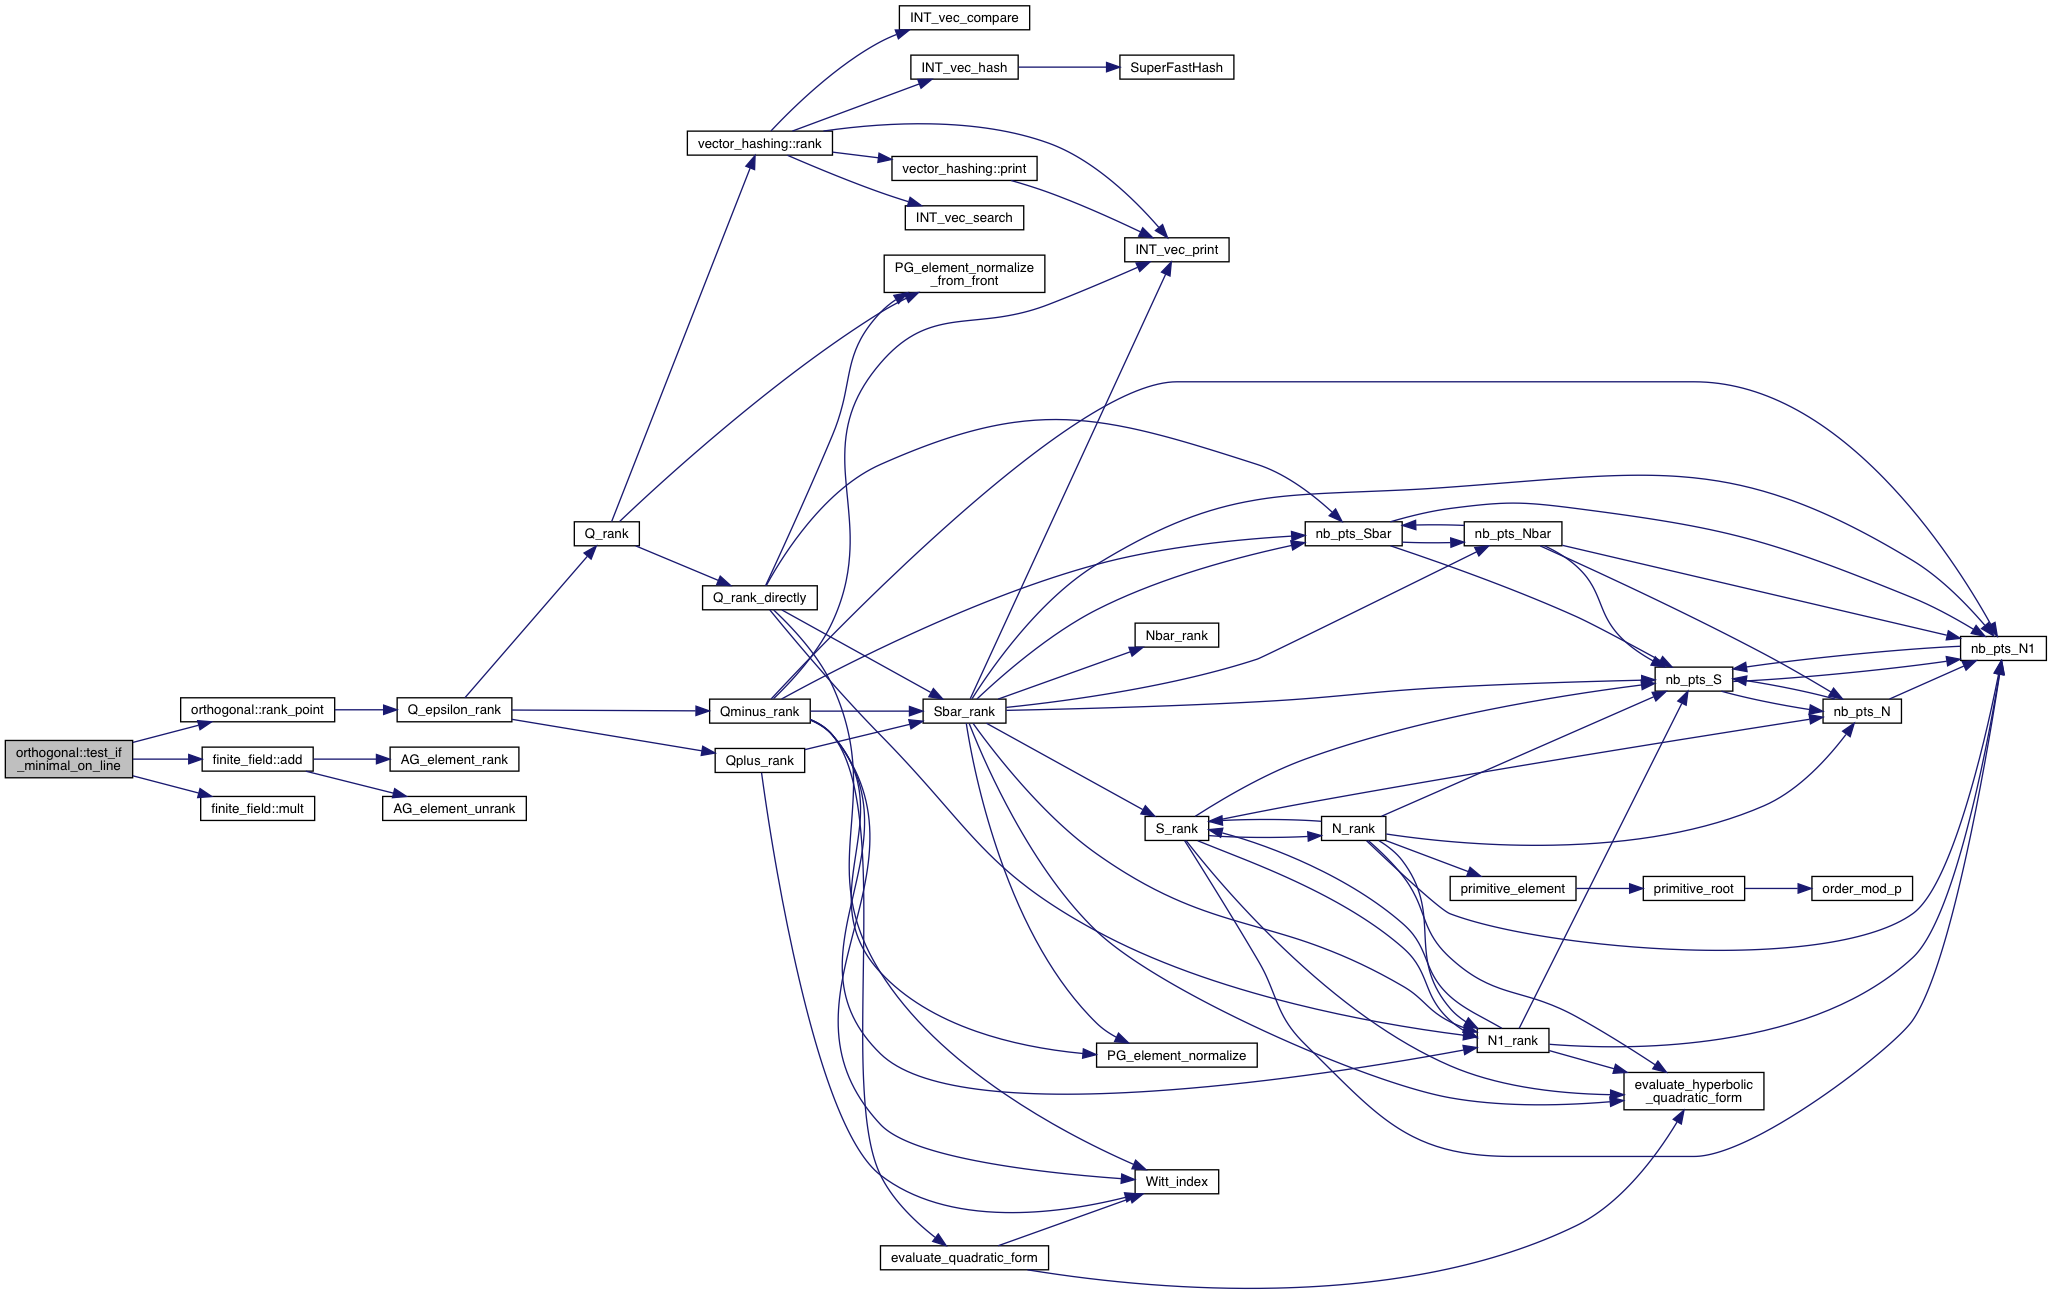 INT_vec_compare
INT_vec_hash
SuperFastHash
vector_hashing::rank
vector_hashing::print
INT_vec_search
INT_vec_print
PG_element_normalize
_from_front
Q_rank
nb_pts_Sbar
nb_pts_Nbar
Q_rank_directly
Nbar_rank
nb_pts_N1
nb_pts_S
orthogonal::rank_point
Q_epsilon_rank
Qminus_rank
Sbar_rank
nb_pts_N
orthogonal::test_if
_minimal_on_line
finite_field::add
AG_element_rank
Qplus_rank
finite_field::mult
AG_element_unrank
S_rank
N_rank
primitive_element
primitive_root
order_mod_p
N1_rank
PG_element_normalize
evaluate_hyperbolic
_quadratic_form
Witt_index
evaluate_quadratic_form